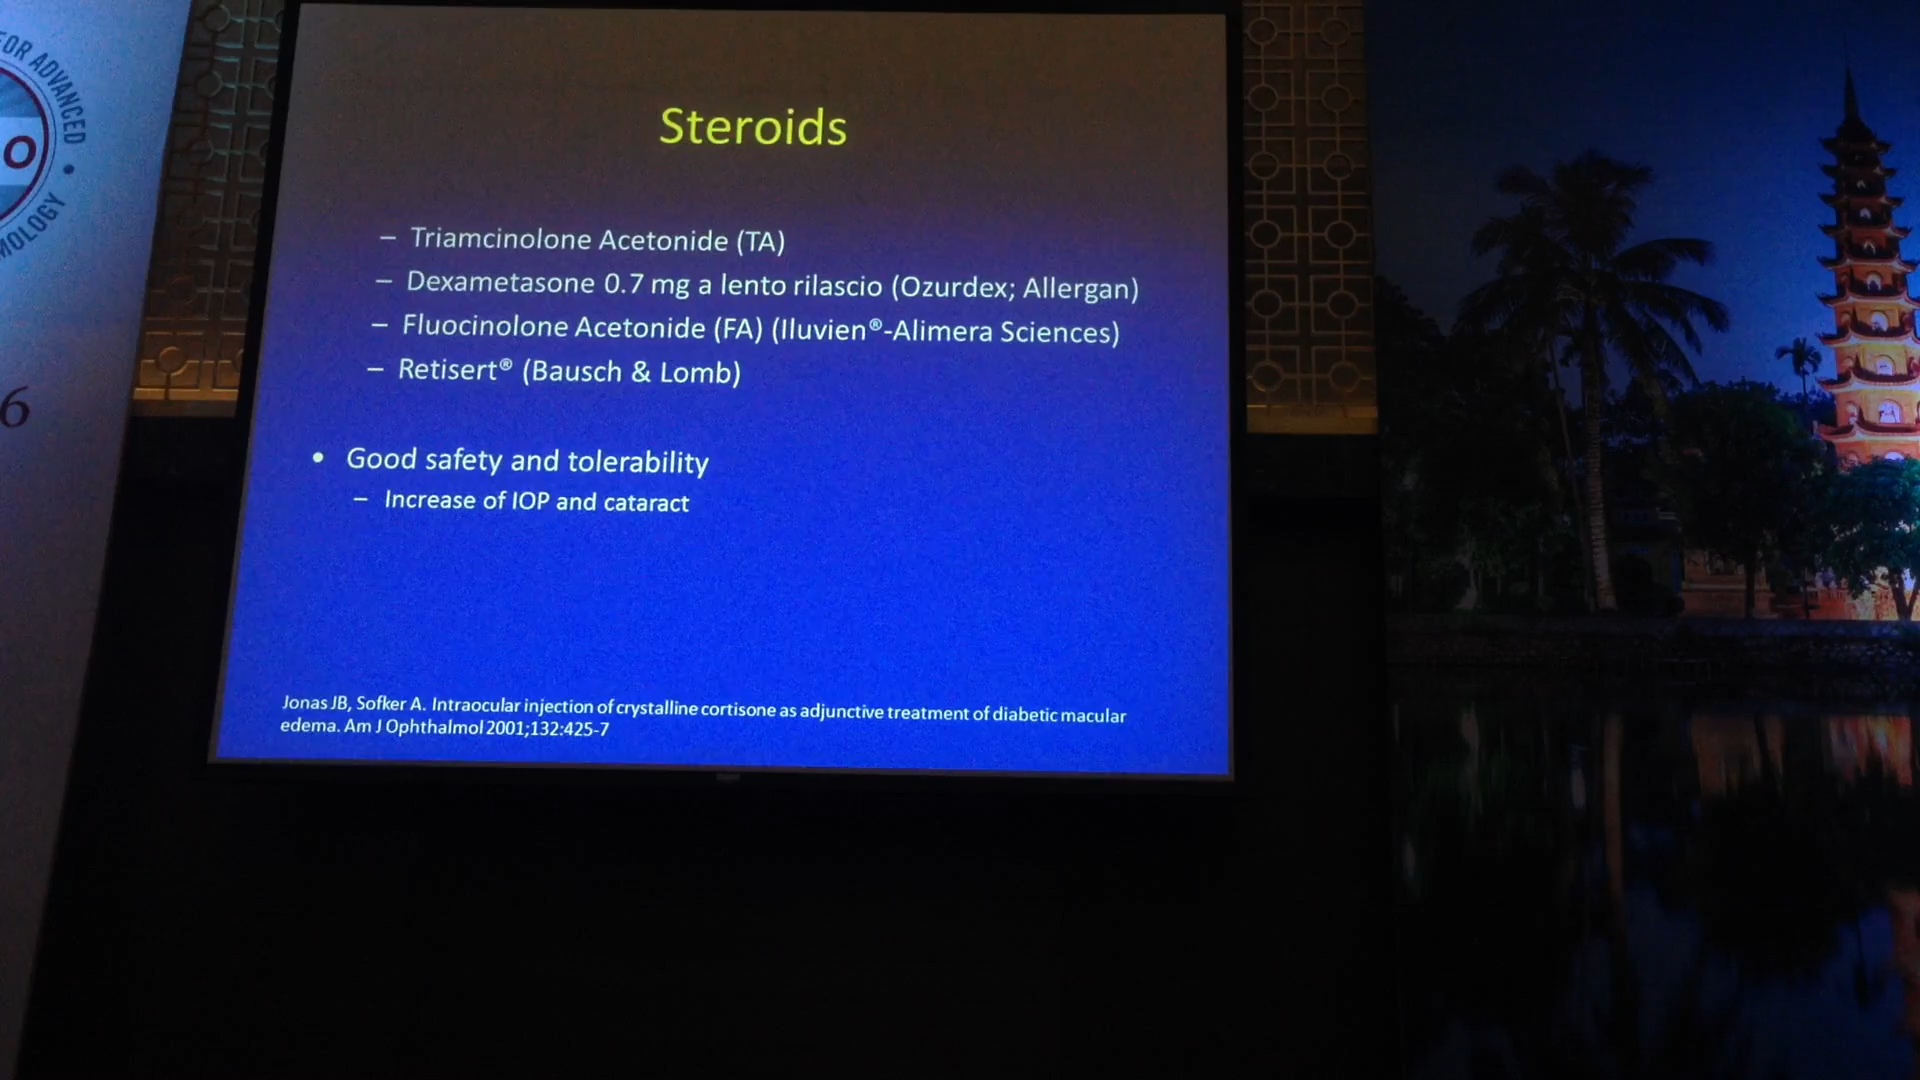 FOR ADVANCED
O
MOLOGY
6
Steroids
– Triamcinolone Acetonide (TA)
– Dexametasone 0.7 mg a lento rilascio (Ozurdex; Allergan)
– Fluocinolone Acetonide (FA) (Iluvien®-Alimera Sciences)
– Retisert® (Bausch & Lomb)
• Good safety and tolerability
– Increase of IOP and cataract
Jonas JB, Sofker A. Intraocular injection of crystalline cortisone as adjunctive treatment of diabetic macular
edema. Am J Ophthalmol 2001;132:425-7